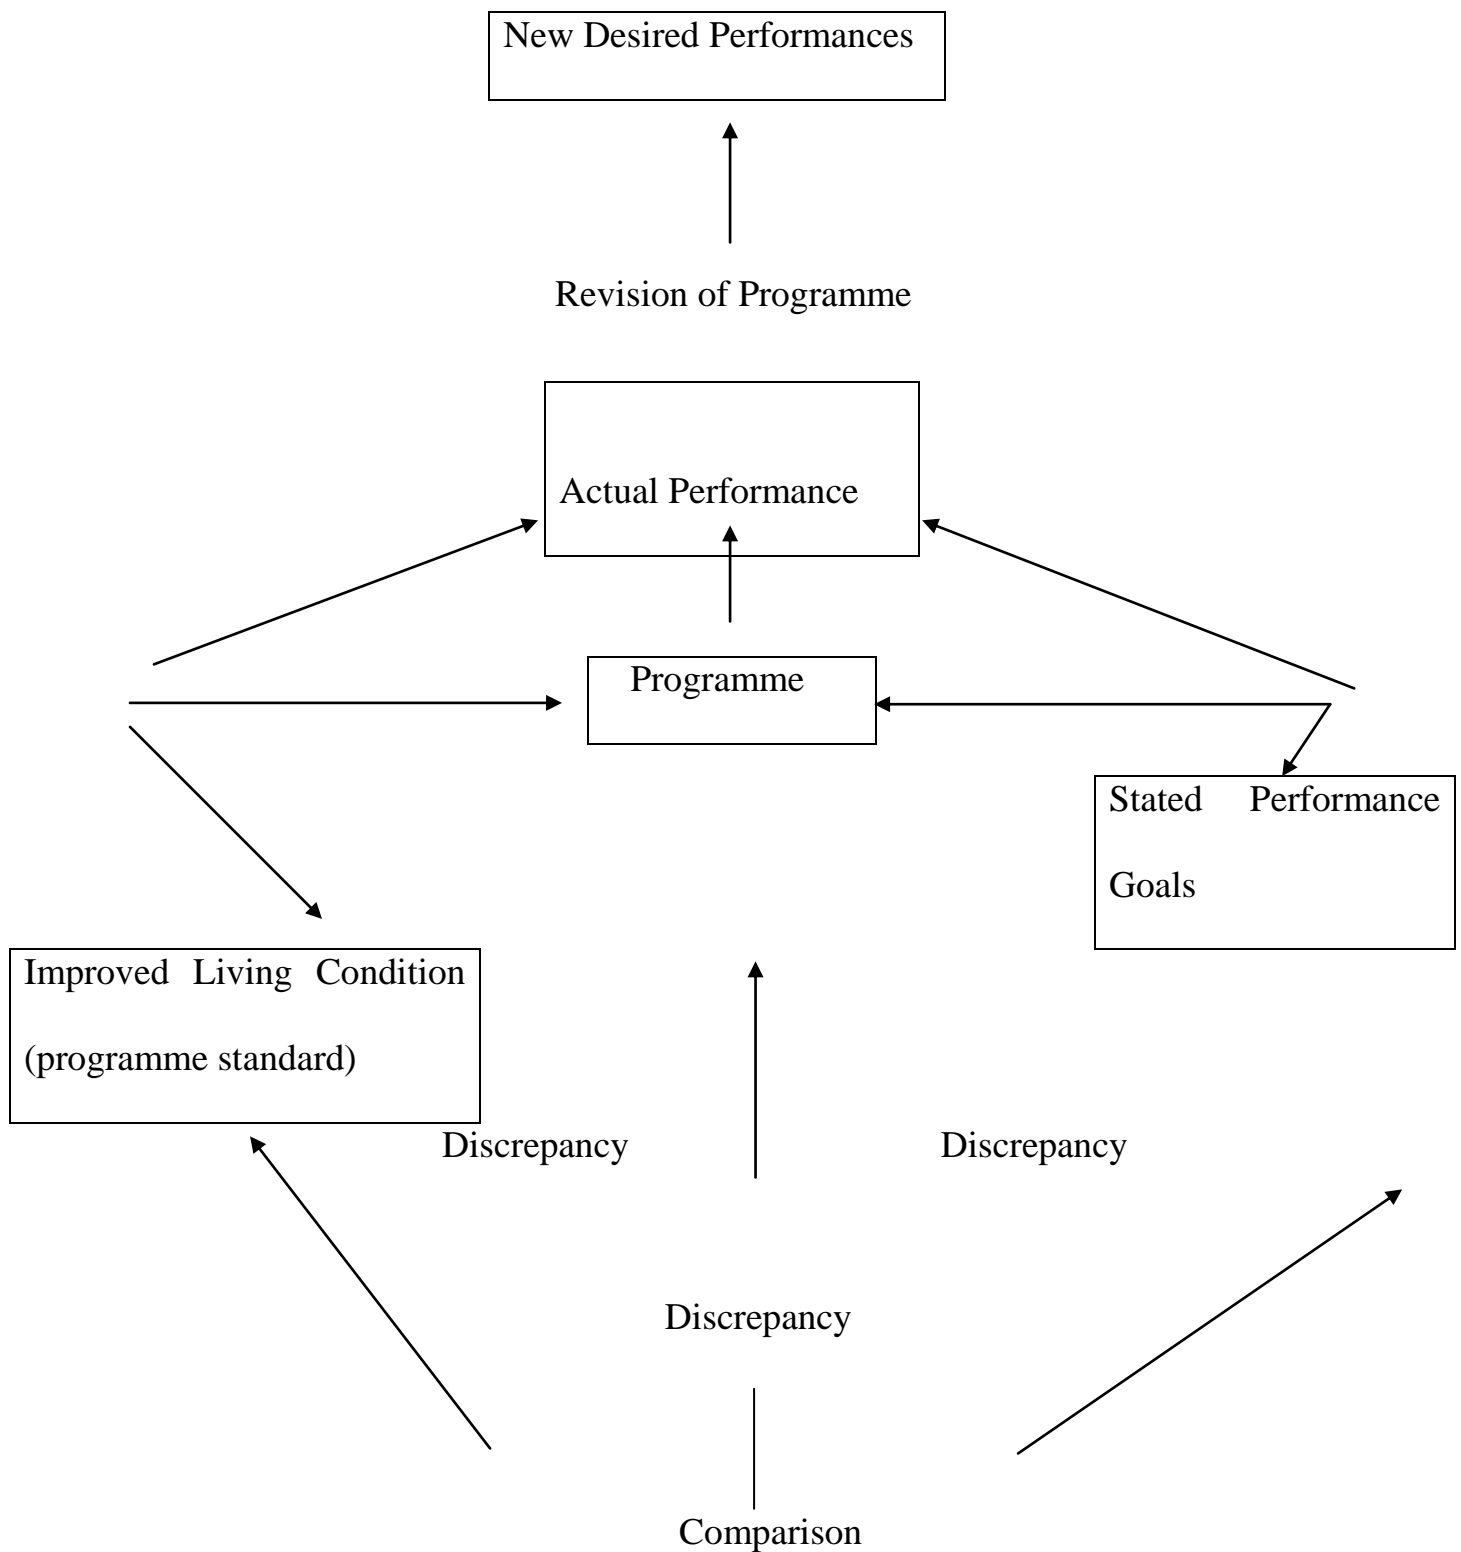 New Desired Performances
Revision of Programme
Actual Performance
Programme
Stated Performance
Goals
Improved Living Condition
(programme standard)
Discrepancy
Discrepancy
Discrepancy
Comparison